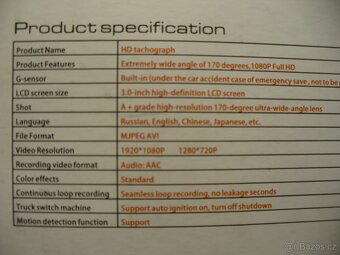 Product specification
Product Name HD tachograph
Product Features Extremely wide angle of 170 degrees,1080P Full HD
G-sensor Built-in (under the car accident case of emergency save , not to be
LCD screen size 3.0-inch high-definition LCD screen
Shot A + grade high-resolution 170-degree ultra-wide-angle lens
Language Russian, English, Chinese, Japanese, etc.
File Format MJPEG AVI
Video Resolution 1920*1080P 1280*720P
Recording video format Audio: AAC
Color effects Standard
Continuous loop recording Seamless loop recording, no leakage seconds
Truck switch machine Support auto ignition on, turn off shutdown
Motion detection function Support